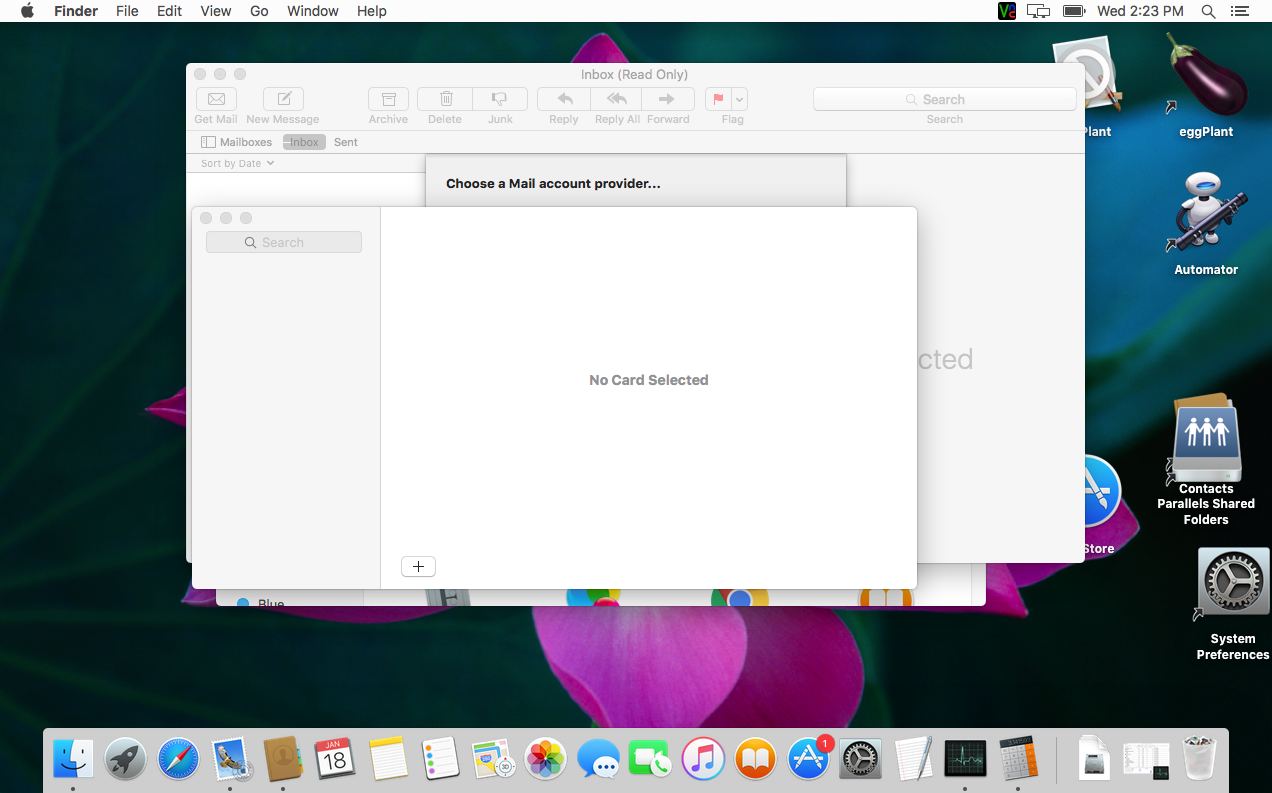 Finder File Edit View Go Window Help
Wed 2:23 PM
Inbox (Read Only)
Get Mail New Message Archive Delete Junk Reply Reply All Forward Flag
Search
Search
Mailboxes Inbox Sent
Sort by Date
Choose a Mail account provider...
Search
No Card Selected
cted
Blue
Plant
eggPlant
Automator
Contacts
Parallels Shared
Folders
Store
System
Preferences
JAN
18
3D
1